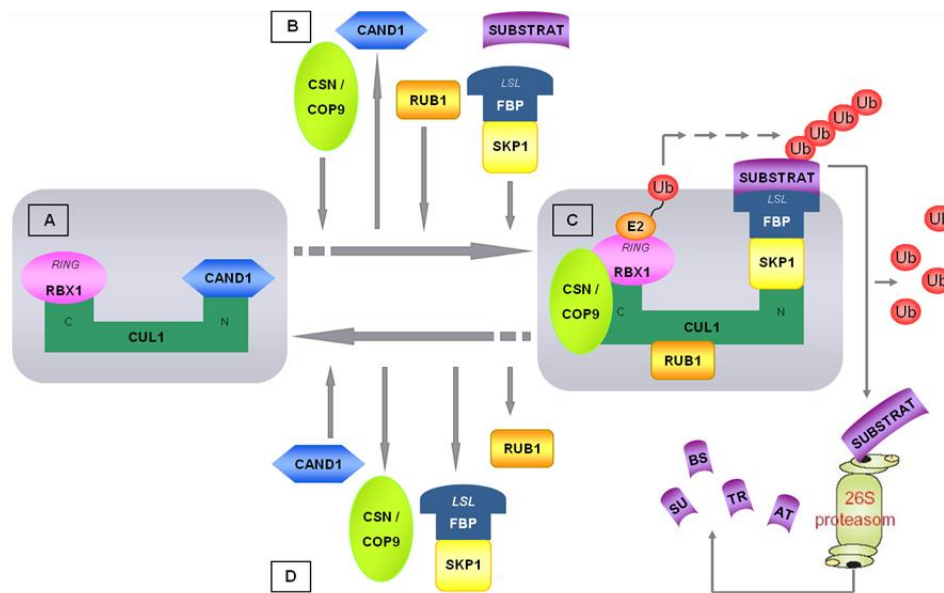 B
CAND1
SUBSTRAT
CSN /
COP9
RUB1
LSL
FBP
SKP1
A
RING
RBX1
CAND1
C
N
CUL1
C
Ub
Ub
Ub
Ub
Ub
SUBSTRAT
LSL
FBP
SKP1
E2
RING
RBX1
CSN /
COP9
C
N
CUL1
RUB1
Ub
Ub
Ub
Ub
D
CAND1
CSN /
COP9
LSL
FBP
SKP1
RUB1
SUBSTRAT
26S
proteasom
SU
BS
TR
AT